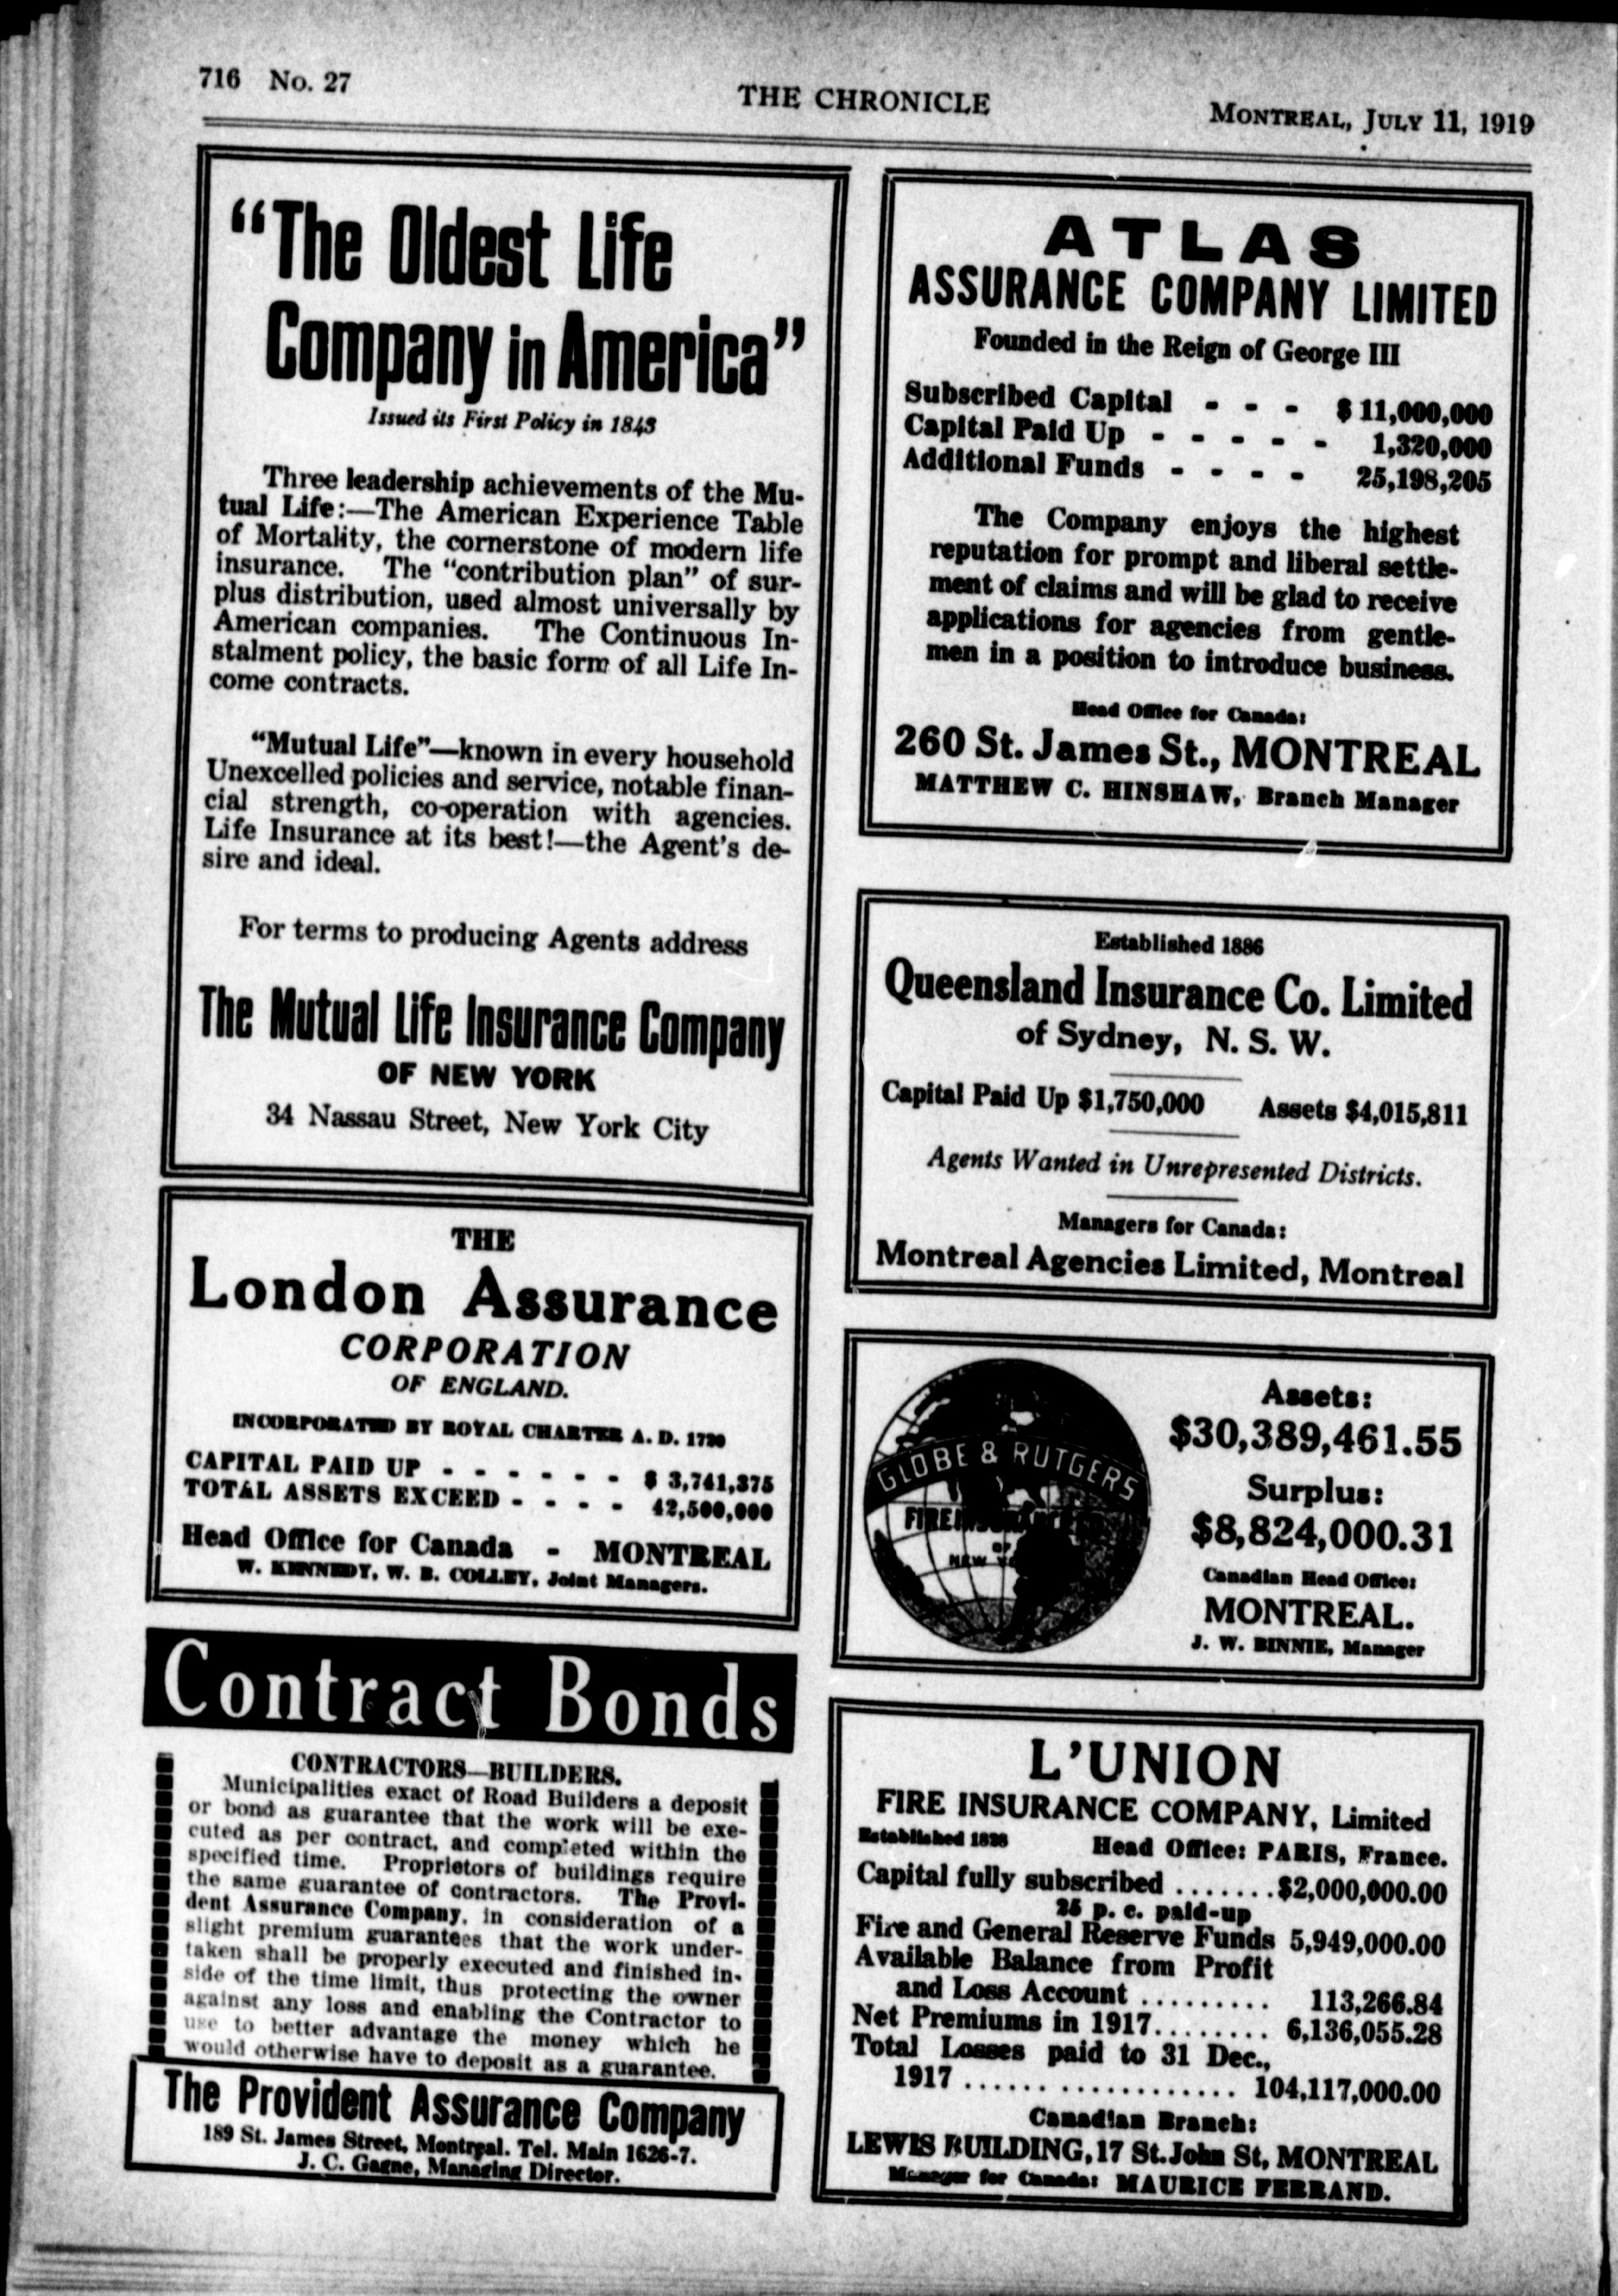 716 No. 27
THE CHRONICLE
MONTREAL, JULY 11, 1919
"The Oldest Life
Company in America"
Issued its First Policy in 1843
Three leadership achievements of the Mu-
tual Life:—The American Experience Table
of Mortality, the cornerstone of modern life
insurance. The "contribution plan" of sur-
plus distribution, used almost universally by
American companies. The Continuous In-
stalment policy, the basic form of all Life In-
come contracts.
"Mutual Life"—known in every household
Unexcelled policies and service, notable finan-
cial strength, co-operation with agencies.
Life Insurance at its best!—the Agent's de-
sire and ideal.
For terms to producing Agents address
The Mutual Life Insurance Company
OF NEW YORK
34 Nassau Street, New York City
THE
London Assurance
CORPORATION
OF ENGLAND.
INCORPORATED BY ROYAL CHARTER A. D. 1720
CAPITAL PAID UP - - - - - - $ 3,741,375
TOTAL ASSETS EXCEED - - - - 42,500,000
Head Office for Canada - MONTREAL
W. KENNEDY, W. B. COLLEY, Joint Managers.
Contract Bonds
CONTRACTORS—BUILDERS.
Municipalities exact of Road Builders a deposit
or bond as guarantee that the work will be exe-
cuted as per contract, and completed within the
specified time. Proprietors of buildings require
the same guarantee of contractors. The Provi-
dent Assurance Company, in consideration of a
slight premium guarantees that the work under-
taken shall be properly executed and finished in-
side of the time limit, thus protecting the owner
against any loss and enabling the Contractor to
use to better advantage the money which he
would otherwise have to deposit as a guarantee.
The Provident Assurance Company
189 St. James Street, Montreal. Tel. Main 1626-7.
J. C. Gagne, Managing Director.
ATLAS
ASSURANCE COMPANY LIMITED
Founded in the Reign of George III
Subscribed Capital - - - $ 11,000,000
Capital Paid Up - - - - - 1,320,000
Additional Funds - - - - 25,198,205
The Company enjoys the highest
reputation for prompt and liberal settle-
ment of claims and will be glad to receive
applications for agencies from gentle-
men in a position to introduce business.
Head Office for Canada:
260 St. James St., MONTREAL
MATTHEW C. HINSHAW, Branch Manager
Established 1886
Queensland Insurance Co. Limited
of Sydney, N. S. W.
Capital Paid Up $1,750,000 Assets $4,015,811
Agents Wanted in Unrepresented Districts.
Managers for Canada:
Montreal Agencies Limited, Montreal
GLOBE & RUTGERS
FIRE
OF
NEW
Assets:
$30,389,461.55
Surplus:
$8,824,000.31
Canadian Head Office:
MONTREAL.
J. W. BINNIE, Manager
L'UNION
FIRE INSURANCE COMPANY, Limited
Established 1828 Head Office: PARIS, France.
Capital fully subscribed .......$2,000,000.00
25 p. c. paid-up
Fire and General Reserve Funds 5,949,000.00
Available Balance from Profit
and Loss Account ......... 113,266.84
Net Premiums in 1917........ 6,136,055.28
Total Losses paid to 31 Dec.,
1917 .................... 104,117,000.00
Canadian Branch:
LEWIS BUILDING, 17 St. John St, MONTREAL
Manager for Canada: MAURICE FERRAND.